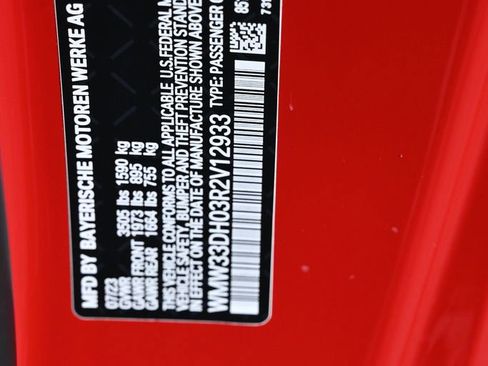 MFD BY BAYERISCHE MOTOREN WERKE AG
07/23
GVWR 3505 lbs 1590 kg
GAWR FRONT 1973 lbs 895 kg
GAWR REAR 1664 lbs 755 kg
THIS VEHICLE CONFORMS TO ALL APPLICABLE U.S. FEDERAL M
VEHICLE SAFETY, BUMPER AND THEFT PREVENTION STANDA
IN EFFECT ON THE DATE OF MANUFACTURE SHOWN ABOVE
WMW33DH03R2V12933 TYPE: PASSENGER